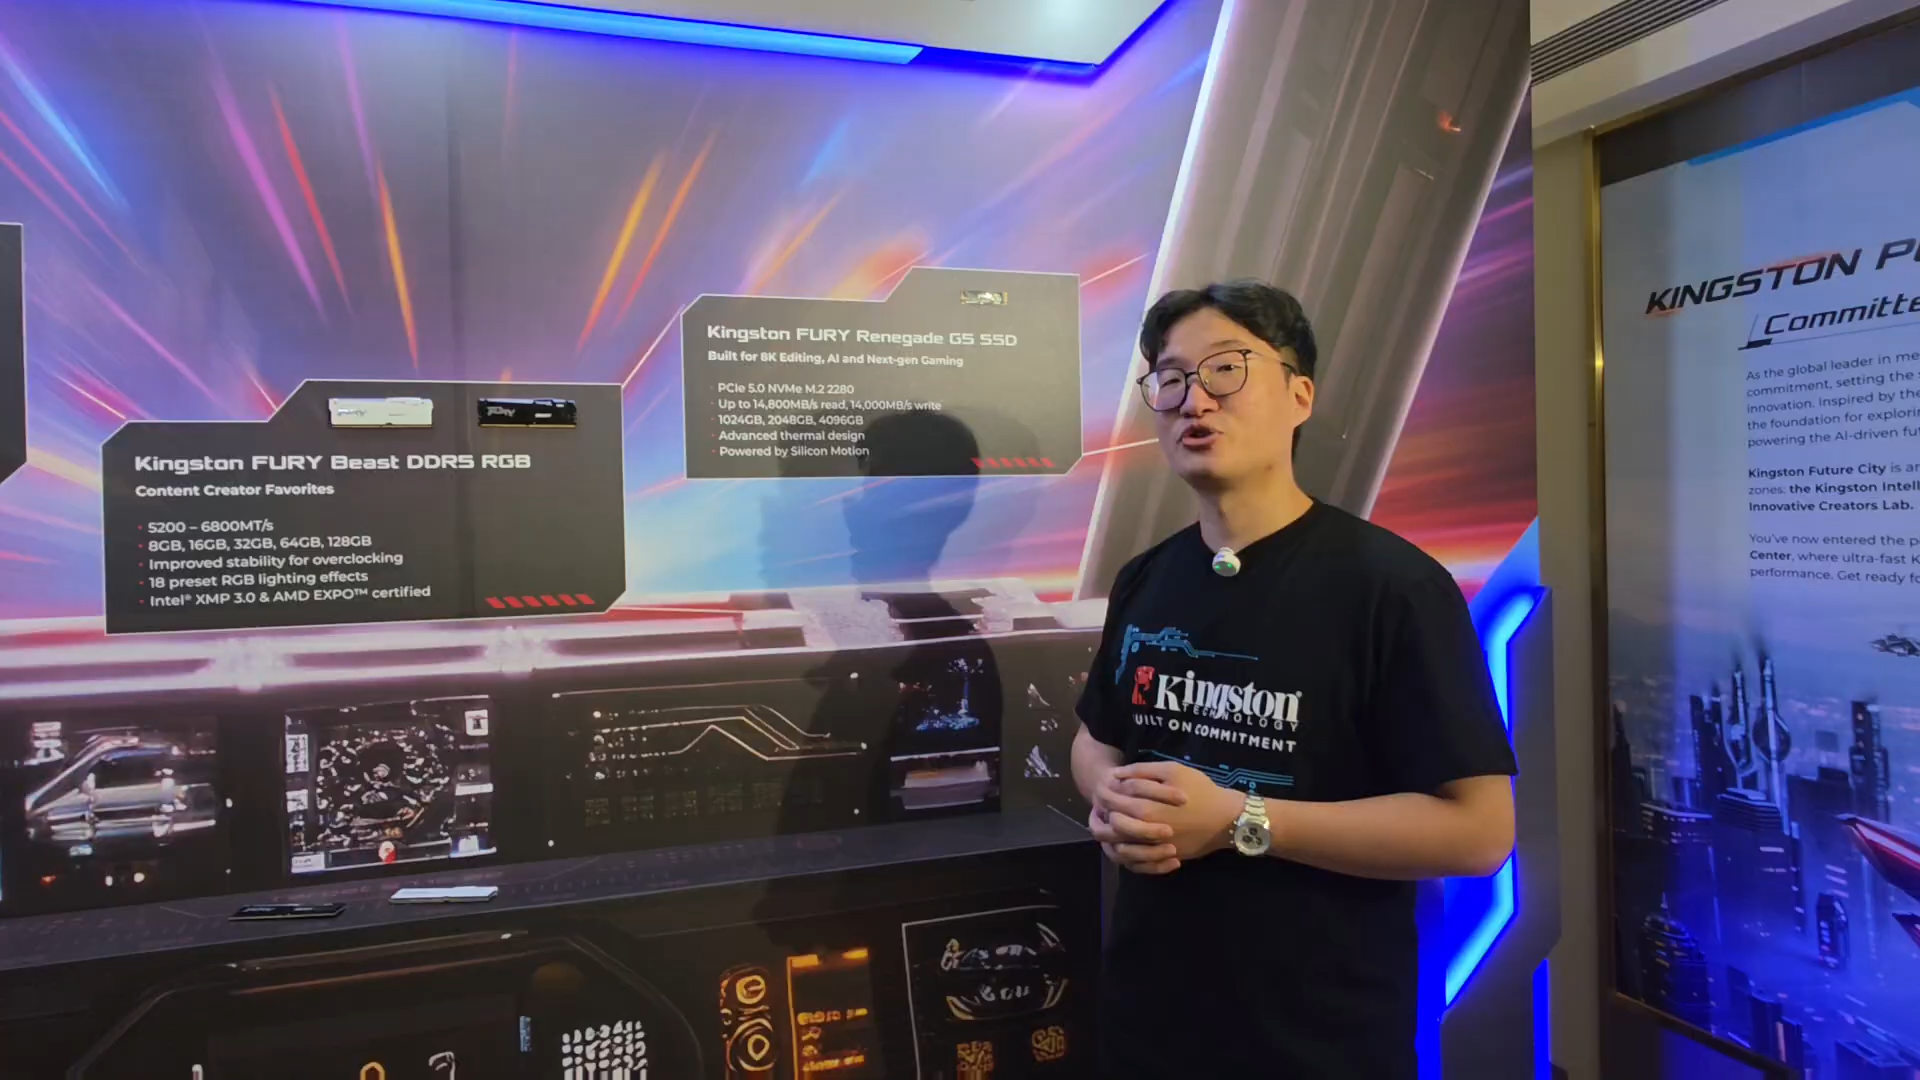 Kingston FURY Renegade G5 SSD
Built for 8K Editing, AI and Next-gen Gaming
· PCIe 5.0 NVMe M.2 2280
· Up to 14,800MB/s read, 14,000MB/s write
· 1024GB, 2048GB, 4096GB
· Advanced thermal design
· Powered by Silicon Motion
FURY
Kingston FURY Beast DDR5 RGB
Content Creator Favorites
· 5200 – 6800MT/s
· 8GB, 16GB, 32GB, 64GB, 128GB
· Improved stability for overclocking
· 18 preset RGB lighting effects
· Intel® XMP 3.0 & AMD EXPO™ certified
Kingston
TECHNOLOGY
UILT ON COMMITMENT
KINGSTON P
Committe
As the global leader in me
commitment, setting the
innovation. Inspired by the
the foundation for explorin
powering the AI-driven fu
Kingston Future City is a
zones: the Kingston Intell
Innovative Creators Lab.
You've now entered the p
Center, where ultra-fast K
performance. Get ready fo